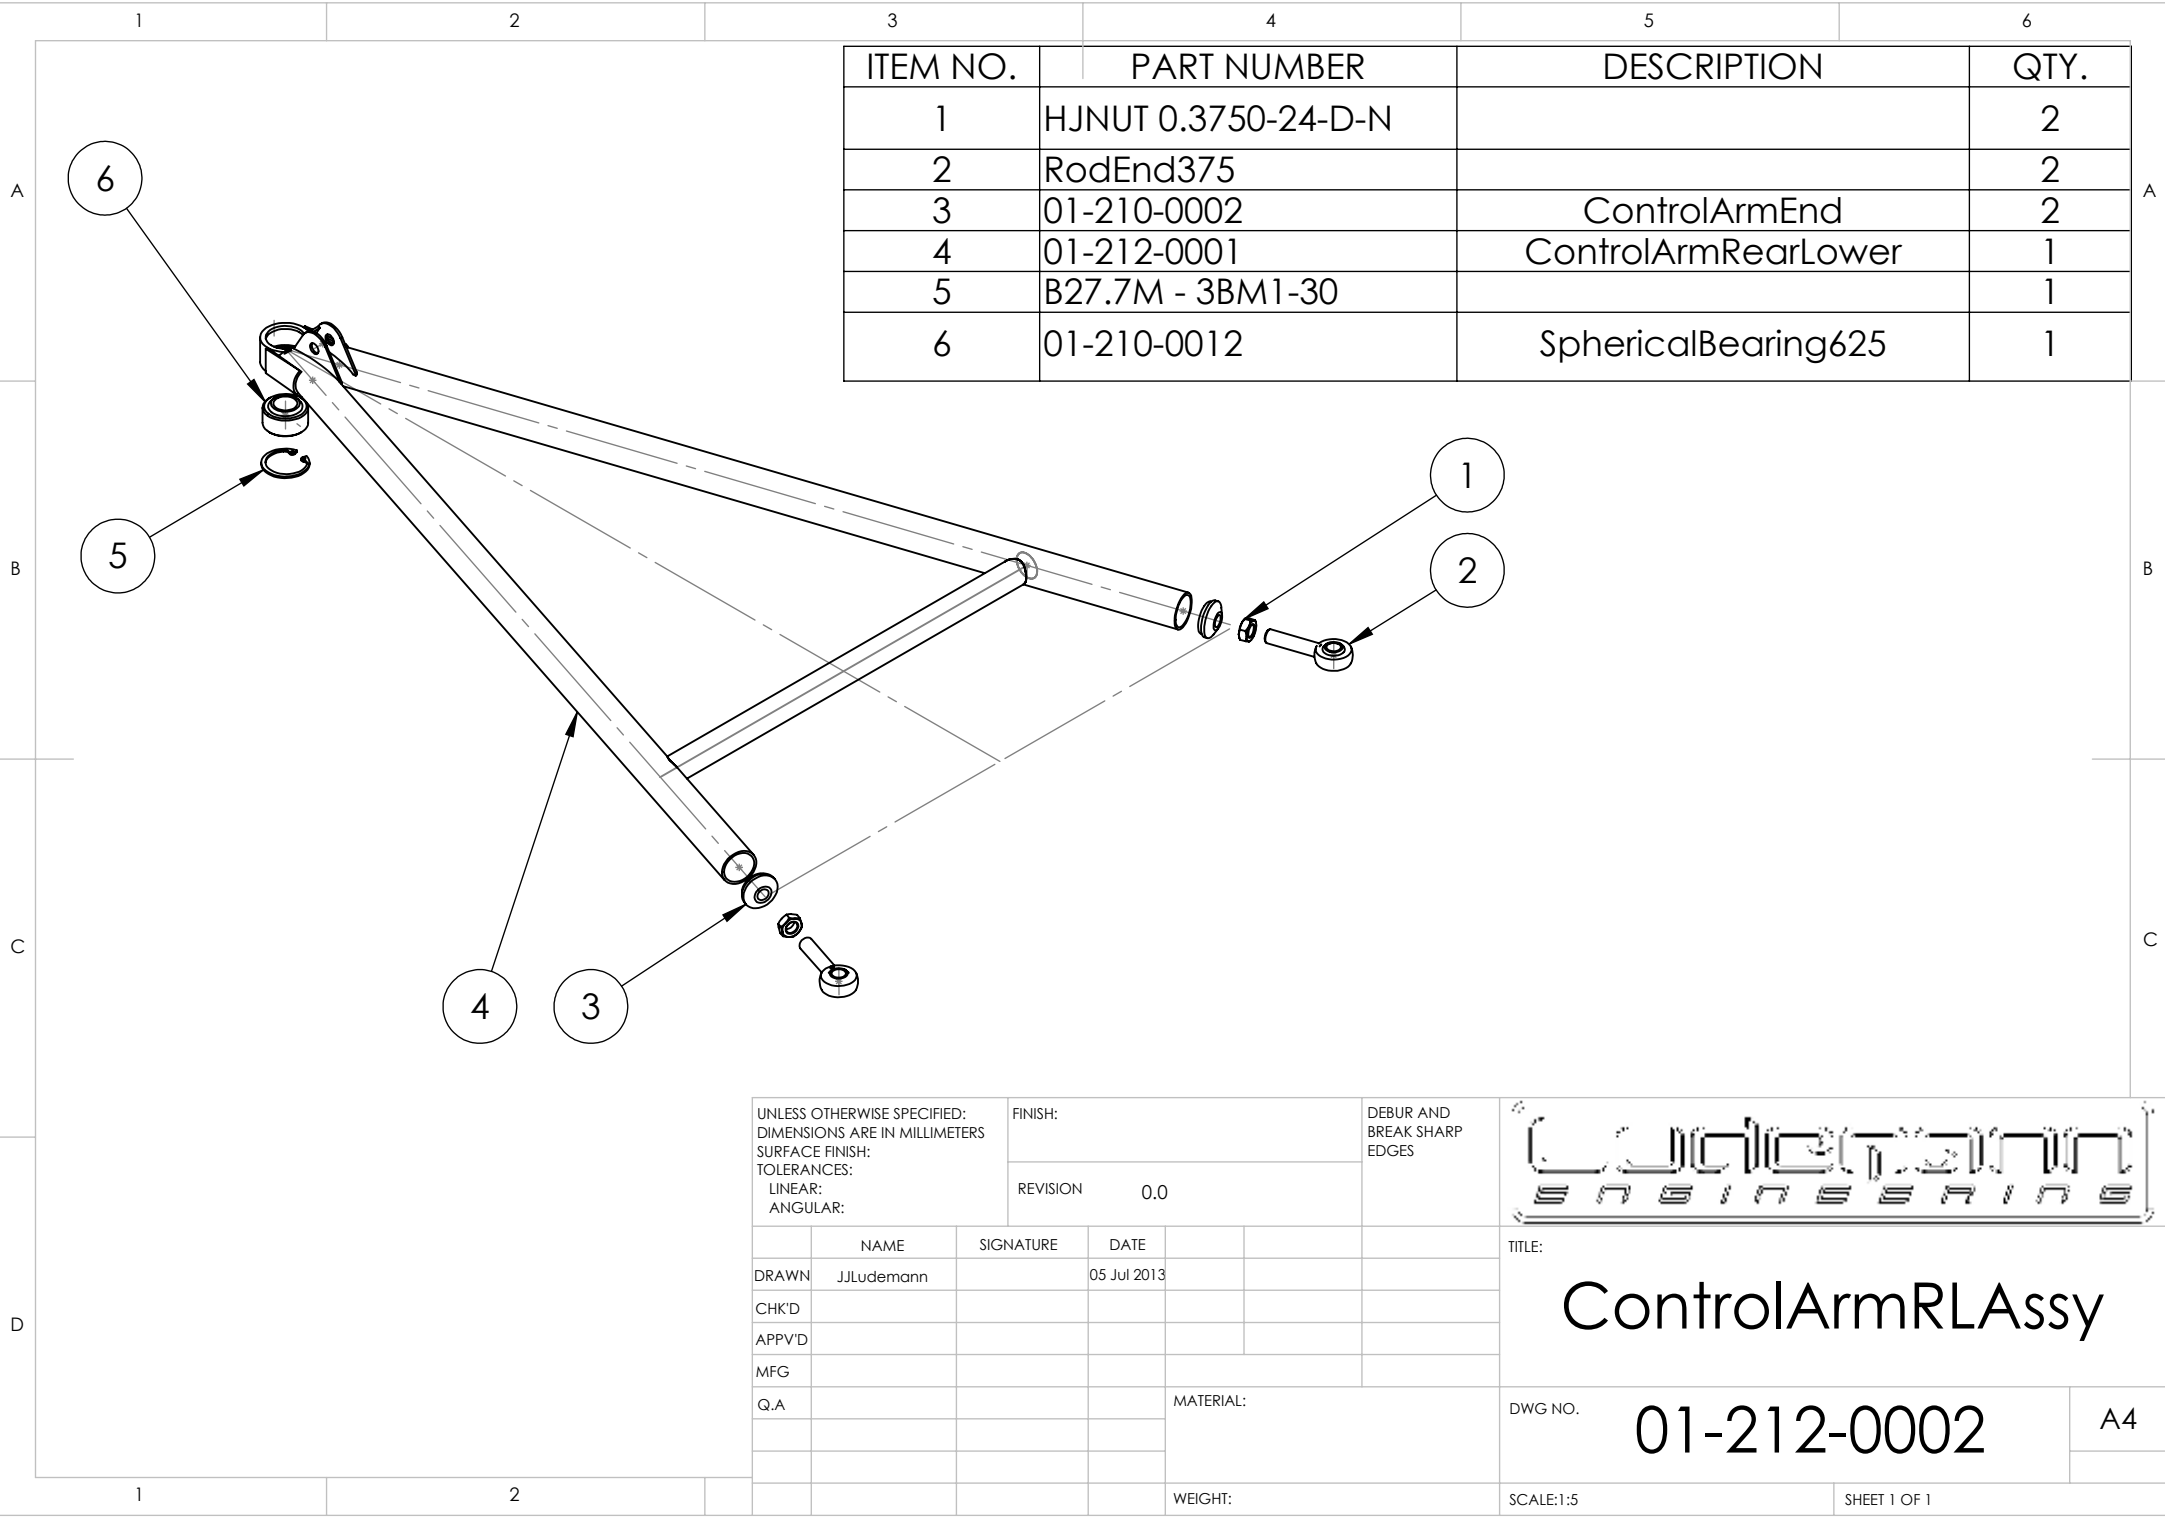 1 2 3 4 5 6
ITEM NO. PART NUMBER DESCRIPTION QTY.
1 HJNUT 0.3750-24-D-N 2
2 RodEnd375 2
3 01-210-0002 ControlArmEnd 2
4 01-212-0001 ControlArmRearLower 1
5 B27.7M - 3BM1-30 1
6 01-210-0012 SphericalBearing625 1
6
A A
1
5
2
B B
C C
4 3
UNLESS OTHERWISE SPECIFIED:
DIMENSIONS ARE IN MILLIMETERS
SURFACE FINISH:
TOLERANCES:
LINEAR:
ANGULAR:
FINISH:
REVISION 0.0
DEBUR AND
BREAK SHARP
EDGES
Ludemann
ENGINEERING
NAME SIGNATURE DATE
DRAWN JJLudemann 05 Jul 2013
CHK'D
APPV'D
MFG
Q.A
MATERIAL:
WEIGHT:
TITLE:
ControlArmRLAssy
DWG NO. 01-212-0002 A4
SCALE:1:5 SHEET 1 OF 1
D
1 2